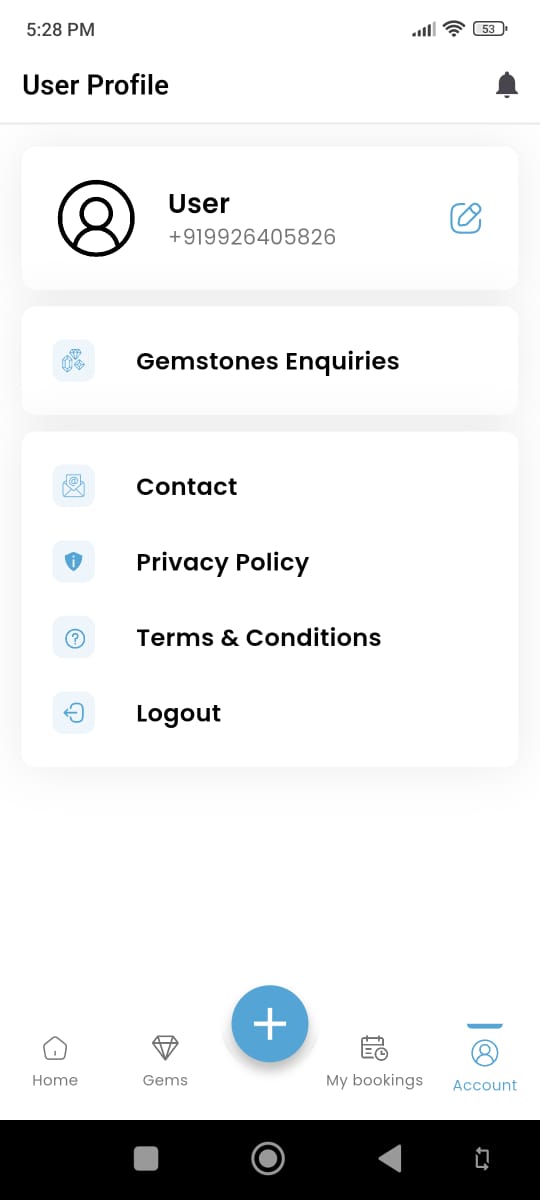 5:28 PM
53
User Profile
User
+919926405826
Gemstones Enquiries
Contact
Privacy Policy
Terms & Conditions
Logout
Home
Gems
My bookings
Account